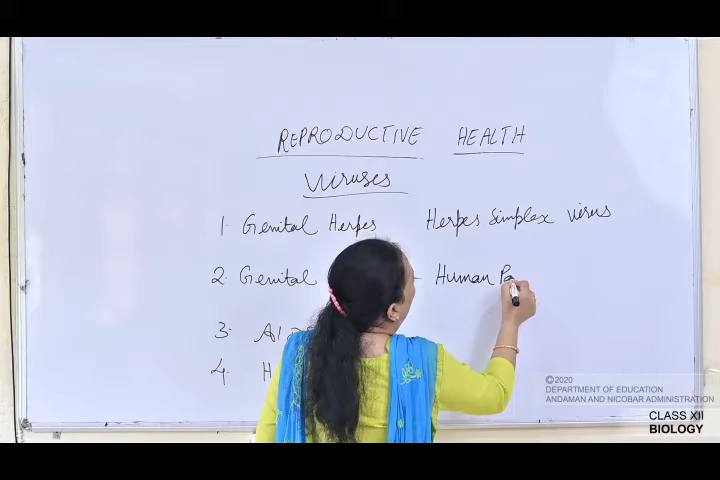 REPRODUCTIVE HEALTH
Viruses
1. Genital Herpes Herpes Simplex Virus
2. Genital - Human Pa
3.
4. H
©2020
DEPARTMENT OF EDUCATION
ANDAMAN AND NICOBAR ADMINISTRATION
CLASS XII
BIOLOGY